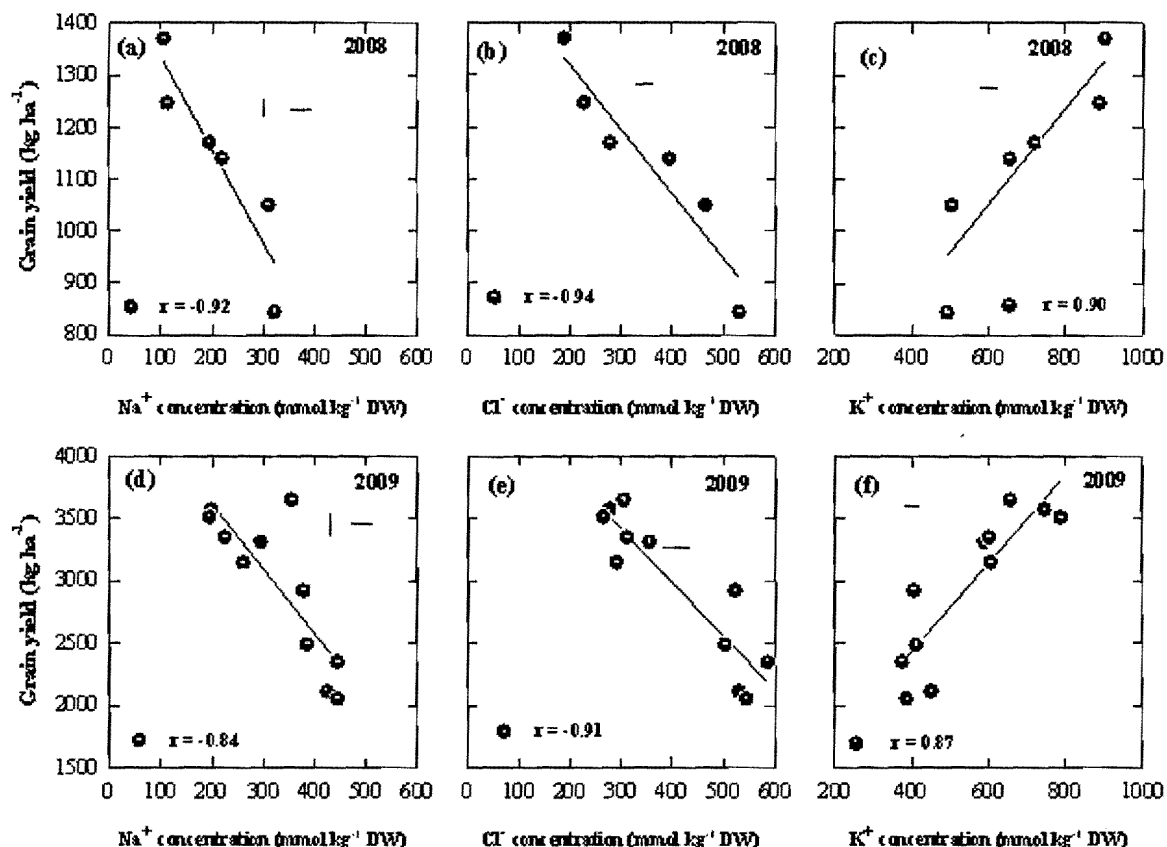 (a) 2008
(b) 2008
(c) 2008
Grain yield (kg ha⁻¹)
1400
1300
1200
1100
1000
900
800
r = -0.92
r = -0.94
r = 0.90
0 100 200 300 400 500 600
0 100 200 300 400 500 600
200 400 600 800 1000
Na⁺ concentration (mmol kg⁻¹ DW)
Cl⁻ concentration (mmol kg⁻¹ DW)
K⁺ concentration (mmol kg⁻¹ DW)
(d) 2009
(e) 2009
(f) 2009
Grain yield (kg ha⁻¹)
4000
3500
3000
2500
2000
1500
r = -0.84
r = -0.91
r = 0.87
0 100 200 300 400 500 600
0 100 200 300 400 500 600
200 400 600 800 1000
Na⁺ concentration (mmol kg⁻¹ DW)
Cl⁻ concentration (mmol kg⁻¹ DW)
K⁺ concentration (mmol kg⁻¹ DW)